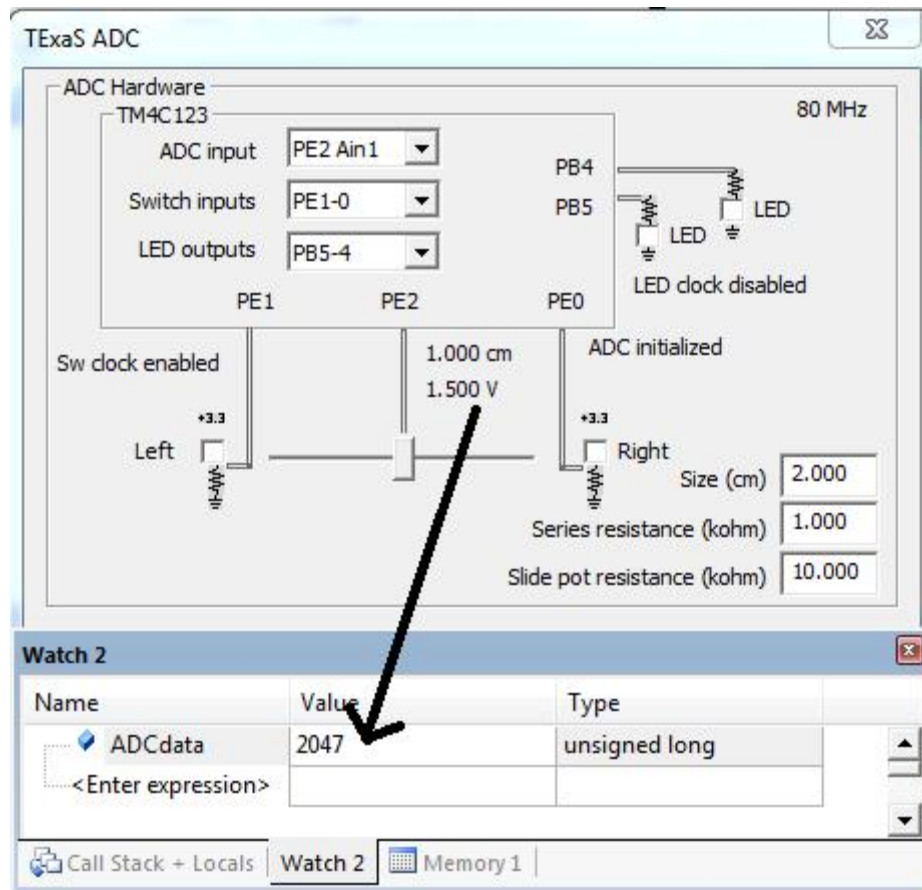 TExaS ADC
ADC Hardware
TM4C123
80 MHz
ADC input PE2 Ain1
PB4
Switch inputs PE1-0
PB5
LED
LED
LED outputs PB5-4
LED clock disabled
PE1 PE2 PE0
Sw clock enabled
1.000 cm
ADC initialized
1.500 V
+3.3
+3.3
Left
Right
Size (cm) 2.000
Series resistance (kohm) 1.000
Slide pot resistance (kohm) 10.000
Watch 2
Name Value Type
ADCdata 2047 unsigned long
<Enter expression>
Call Stack + Locals Watch 2 Memory 1